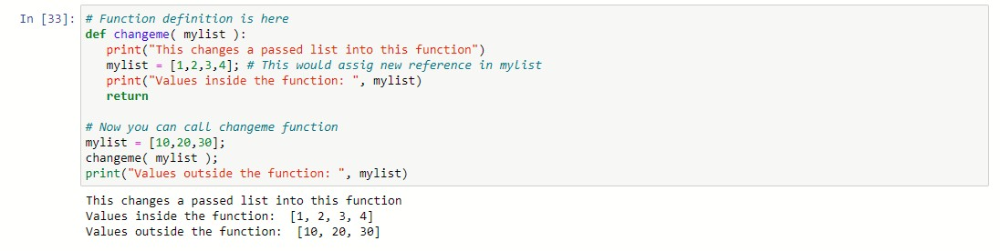 In [33]: # Function definition is here
def changeme( mylist ):
   print("This changes a passed list into this function")
   mylist = [1,2,3,4]; # This would assig new reference in mylist
   print("Values inside the function: ", mylist)
   return

# Now you can call changeme function
mylist = [10,20,30];
changeme( mylist );
print("Values outside the function: ", mylist)
This changes a passed list into this function
Values inside the function:  [1, 2, 3, 4]
Values outside the function:  [10, 20, 30]